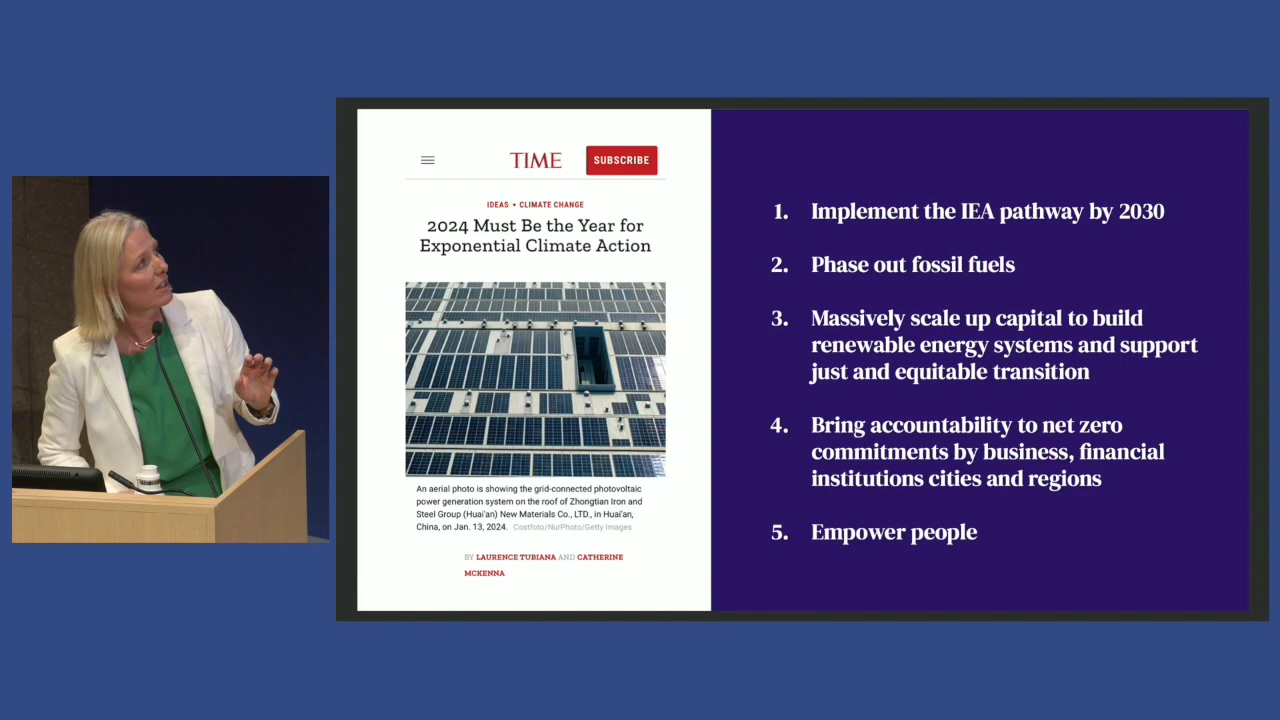 TIME
SUBSCRIBE
IDEAS • CLIMATE CHANGE
2024 Must Be the Year for
Exponential Climate Action
An aerial photo is showing the grid-connected photovoltaic
power generation system on the roof of Zhongtian Iron and
Steel Group (Huai'an) New Materials Co., LTD., in Huai'an,
China, on Jan. 13, 2024. Costfoto/NurPhoto/Getty Images
BY LAURENCE TUBIANA AND CATHERINE
MCKENNA
1. Implement the IEA pathway by 2030
2. Phase out fossil fuels
3. Massively scale up capital to build
renewable energy systems and support
just and equitable transition
4. Bring accountability to net zero
commitments by business, financial
institutions cities and regions
5. Empower people